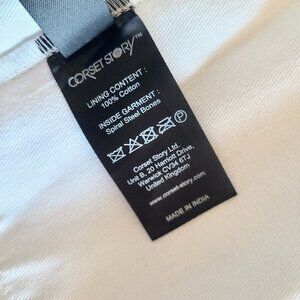 CORSET STORY™
LINING CONTENT :
100% Cotton
INSIDE GARMENT :
Spiral Steel Bones
Corset Story Ltd.
Unit B, 20 Harriott Drive,
Warwick CV34 6TJ
United Kingdom
www.corset-story.com
MADE IN INDIA